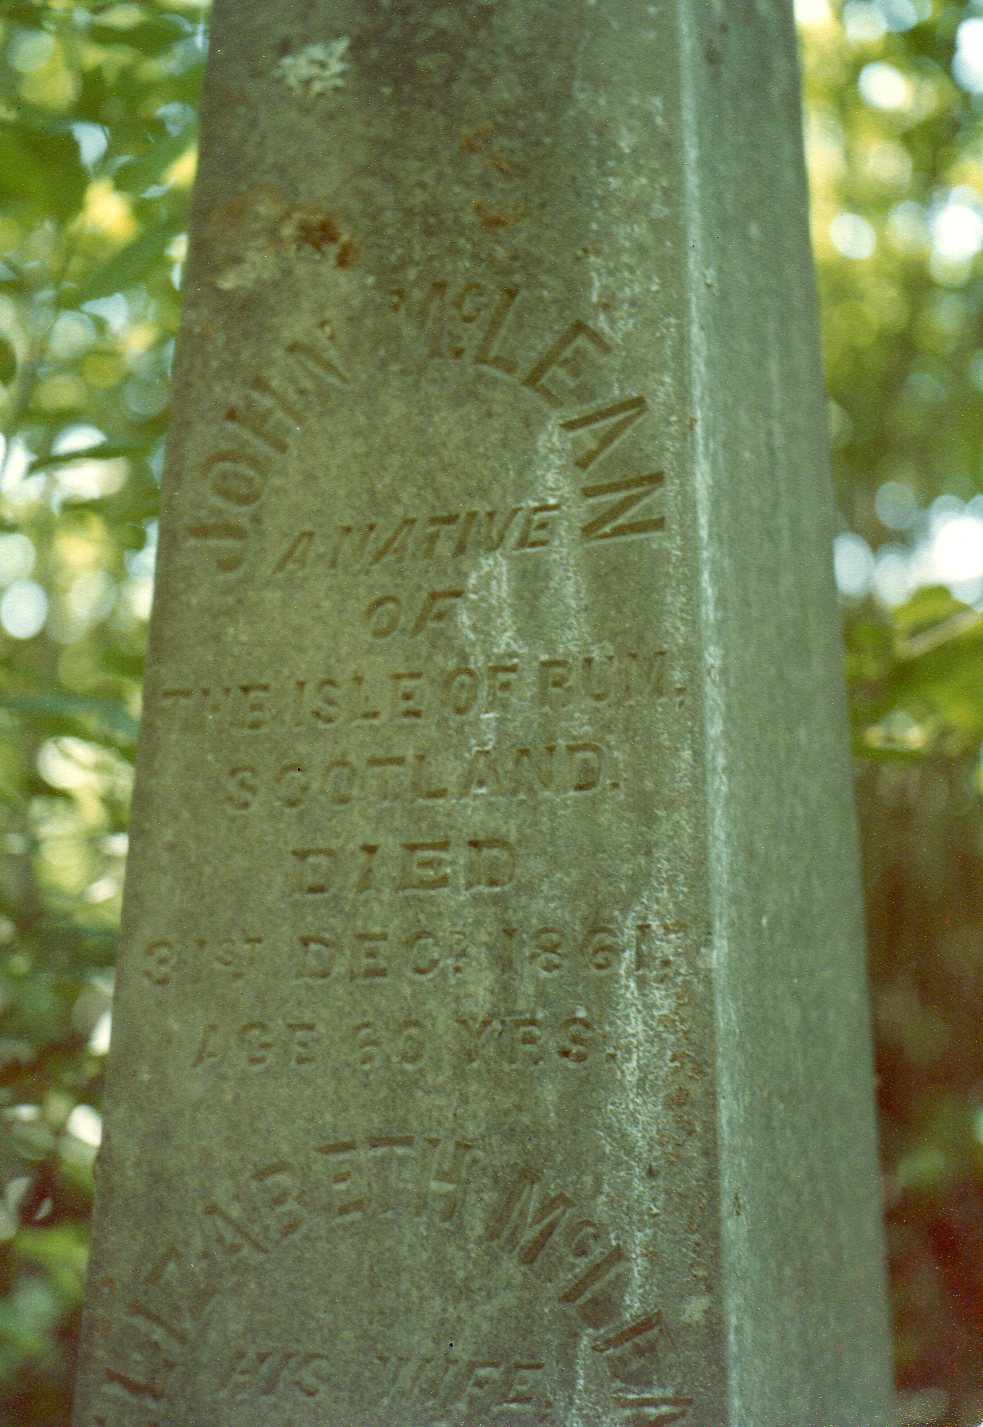 JOHN McLEAN
A NATIVE
OF
THE ISLE OF RUM.
SCOTLAND.
DIED
31ST DECR. 1861.
AGE 60 YRS.
ELIZABETH McLEAN
HIS WIFE.